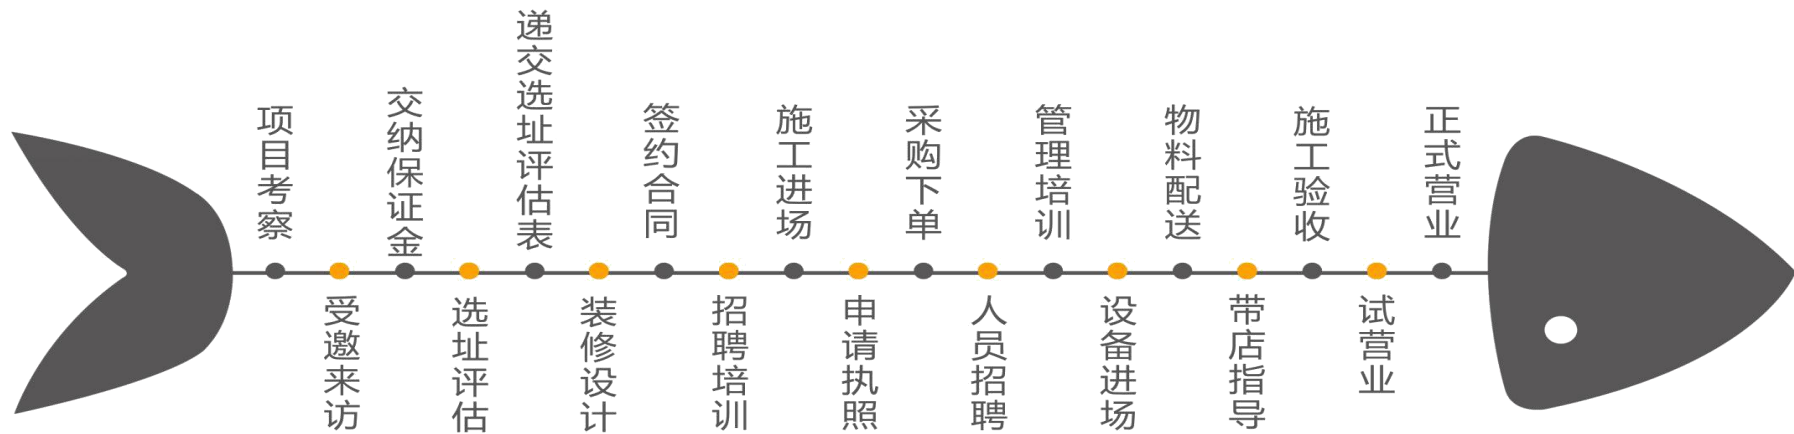 项目考察
受邀来访
交纳保证金
选址评估
递交选址评估表
装修设计
签约合同
招聘培训
施工进场
申请执照
采购下单
人员招聘
管理培训
设备进场
物料配送
带店指导
施工验收
试营业
正式营业